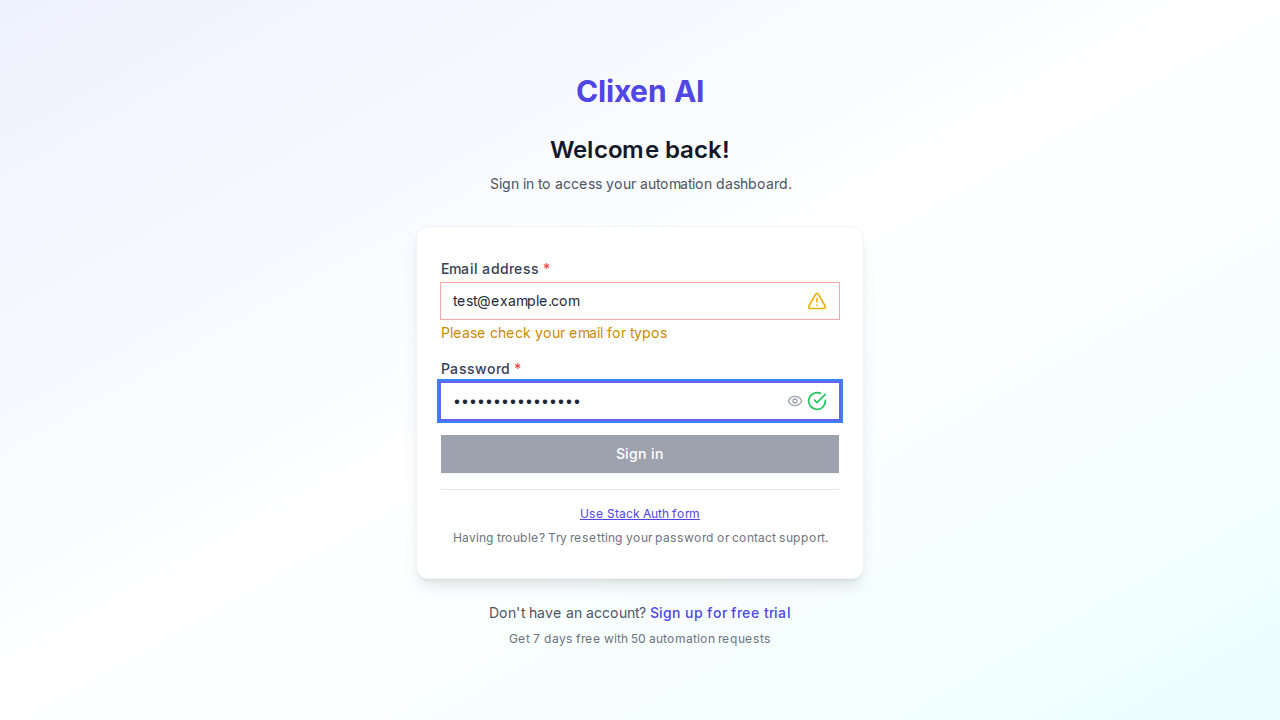 Clixen AI
Welcome back!
Sign in to access your automation dashboard.
Email address *
test@example.com
Please check your email for typos
Password *
••••••••••••••••
Sign in
Use Stack Auth form
Having trouble? Try resetting your password or contact support.
Don't have an account? Sign up for free trial
Get 7 days free with 50 automation requests